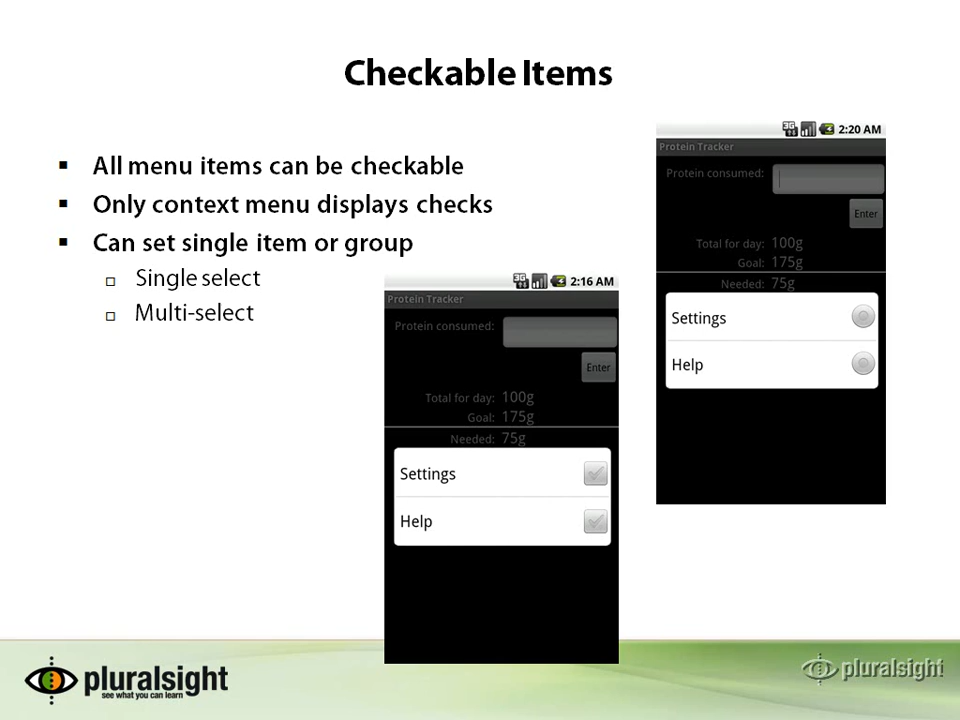 Checkable Items
All menu items can be checkable
Only context menu displays checks
Can set single item or group
Single select
Multi-select
3G 2:16 AM
Protein Tracker
Protein consumed:
Enter
Total for day: 100g
Goal: 175g
Needed: 75g
Settings
Help
3G 2:20 AM
Protein Tracker
Protein consumed:
Enter
Total for day: 100g
Goal: 175g
Needed: 75g
Settings
Help
pluralsight
see what you can learn
pluralsight